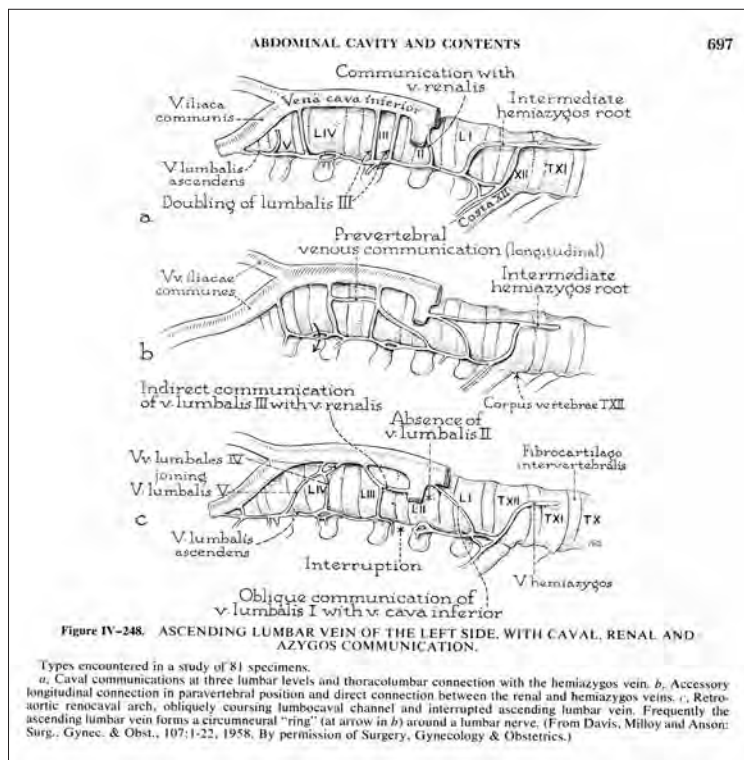 ABDOMINAL CAVITY AND CONTENTS 697
Communication with
v. renalis
V iliaca
communis
Vena cava inferior
Intermediate
hemiazygos root
V
LIV
III
II
LI
XII
TXI
V lumbalis
ascendens
Doubling of lumbalis III
Costa XII
a
Prevertebral
venous communication (longitudinal)
Vv. iliacae
communes
Intermediate
hemiazygos root
b
Corpus vertebrae TXII
Indirect communication
of v. lumbalis III with v. renalis
Absence of
v. lumbalis II
Fibrocartilago
intervertebralis
Vv. lumbales IV
joining
V. lumbalis V
LIV
LIII
LII
LI
TXII
TXI
TX
c
V. lumbalis
ascendens
Interruption
V hemiazygos
Oblique communication of
v. lumbalis I with v. cava inferior
Figure IV-248. ASCENDING LUMBAR VEIN OF THE LEFT SIDE, WITH CAVAL, RENAL AND
AZYGOS COMMUNICATION.
Types encountered in a study of 81 specimens.
a, Caval communications at three lumbar levels and thoracolumbar connection with the hemiazygos vein. b, Accessory
longitudinal connection in paravertebral position and direct connection between the renal and hemiazygos veins. c, Retro-
aortic renocaval arch, obliquely coursing lumbocaval channel and interrupted ascending lumbar vein. Frequently the
ascending lumbar vein forms a circumneural "ring" (at arrow in b) around a lumbar nerve. (From Davis, Milloy and Anson:
Surg., Gynec. & Obst., 107:1-22, 1958. By permission of Surgery, Gynecology & Obstetrics.)